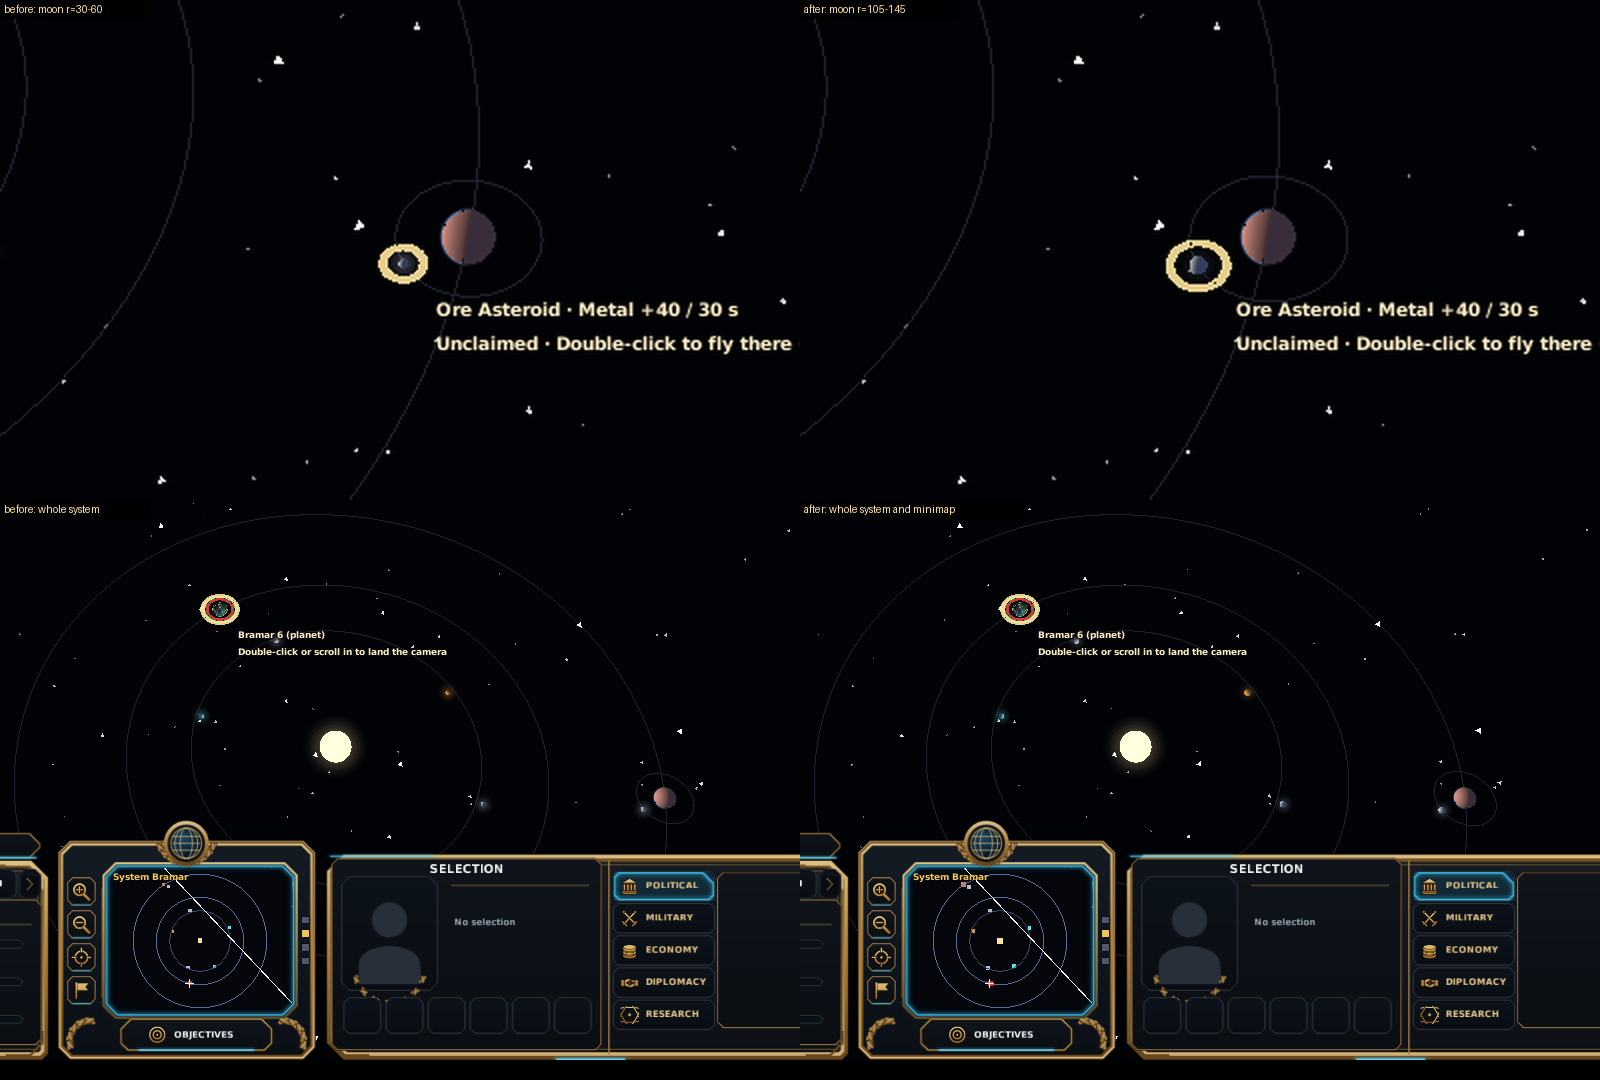 before: moon r=30-60
after: moon r=105-145
Ore Asteroid · Metal +40 / 30 s
Unclaimed · Double-click to fly there
Ore Asteroid · Metal +40 / 30 s
Unclaimed · Double-click to fly there
before: whole system
after: whole system and minimap
Bramar 6 (planet)
Double-click or scroll in to land the camera
Bramar 6 (planet)
Double-click or scroll in to land the camera
System Bramar
OBJECTIVES
SELECTION
No selection
POLITICAL
MILITARY
ECONOMY
DIPLOMACY
RESEARCH
System Bramar
OBJECTIVES
SELECTION
No selection
POLITICAL
MILITARY
ECONOMY
DIPLOMACY
RESEARCH